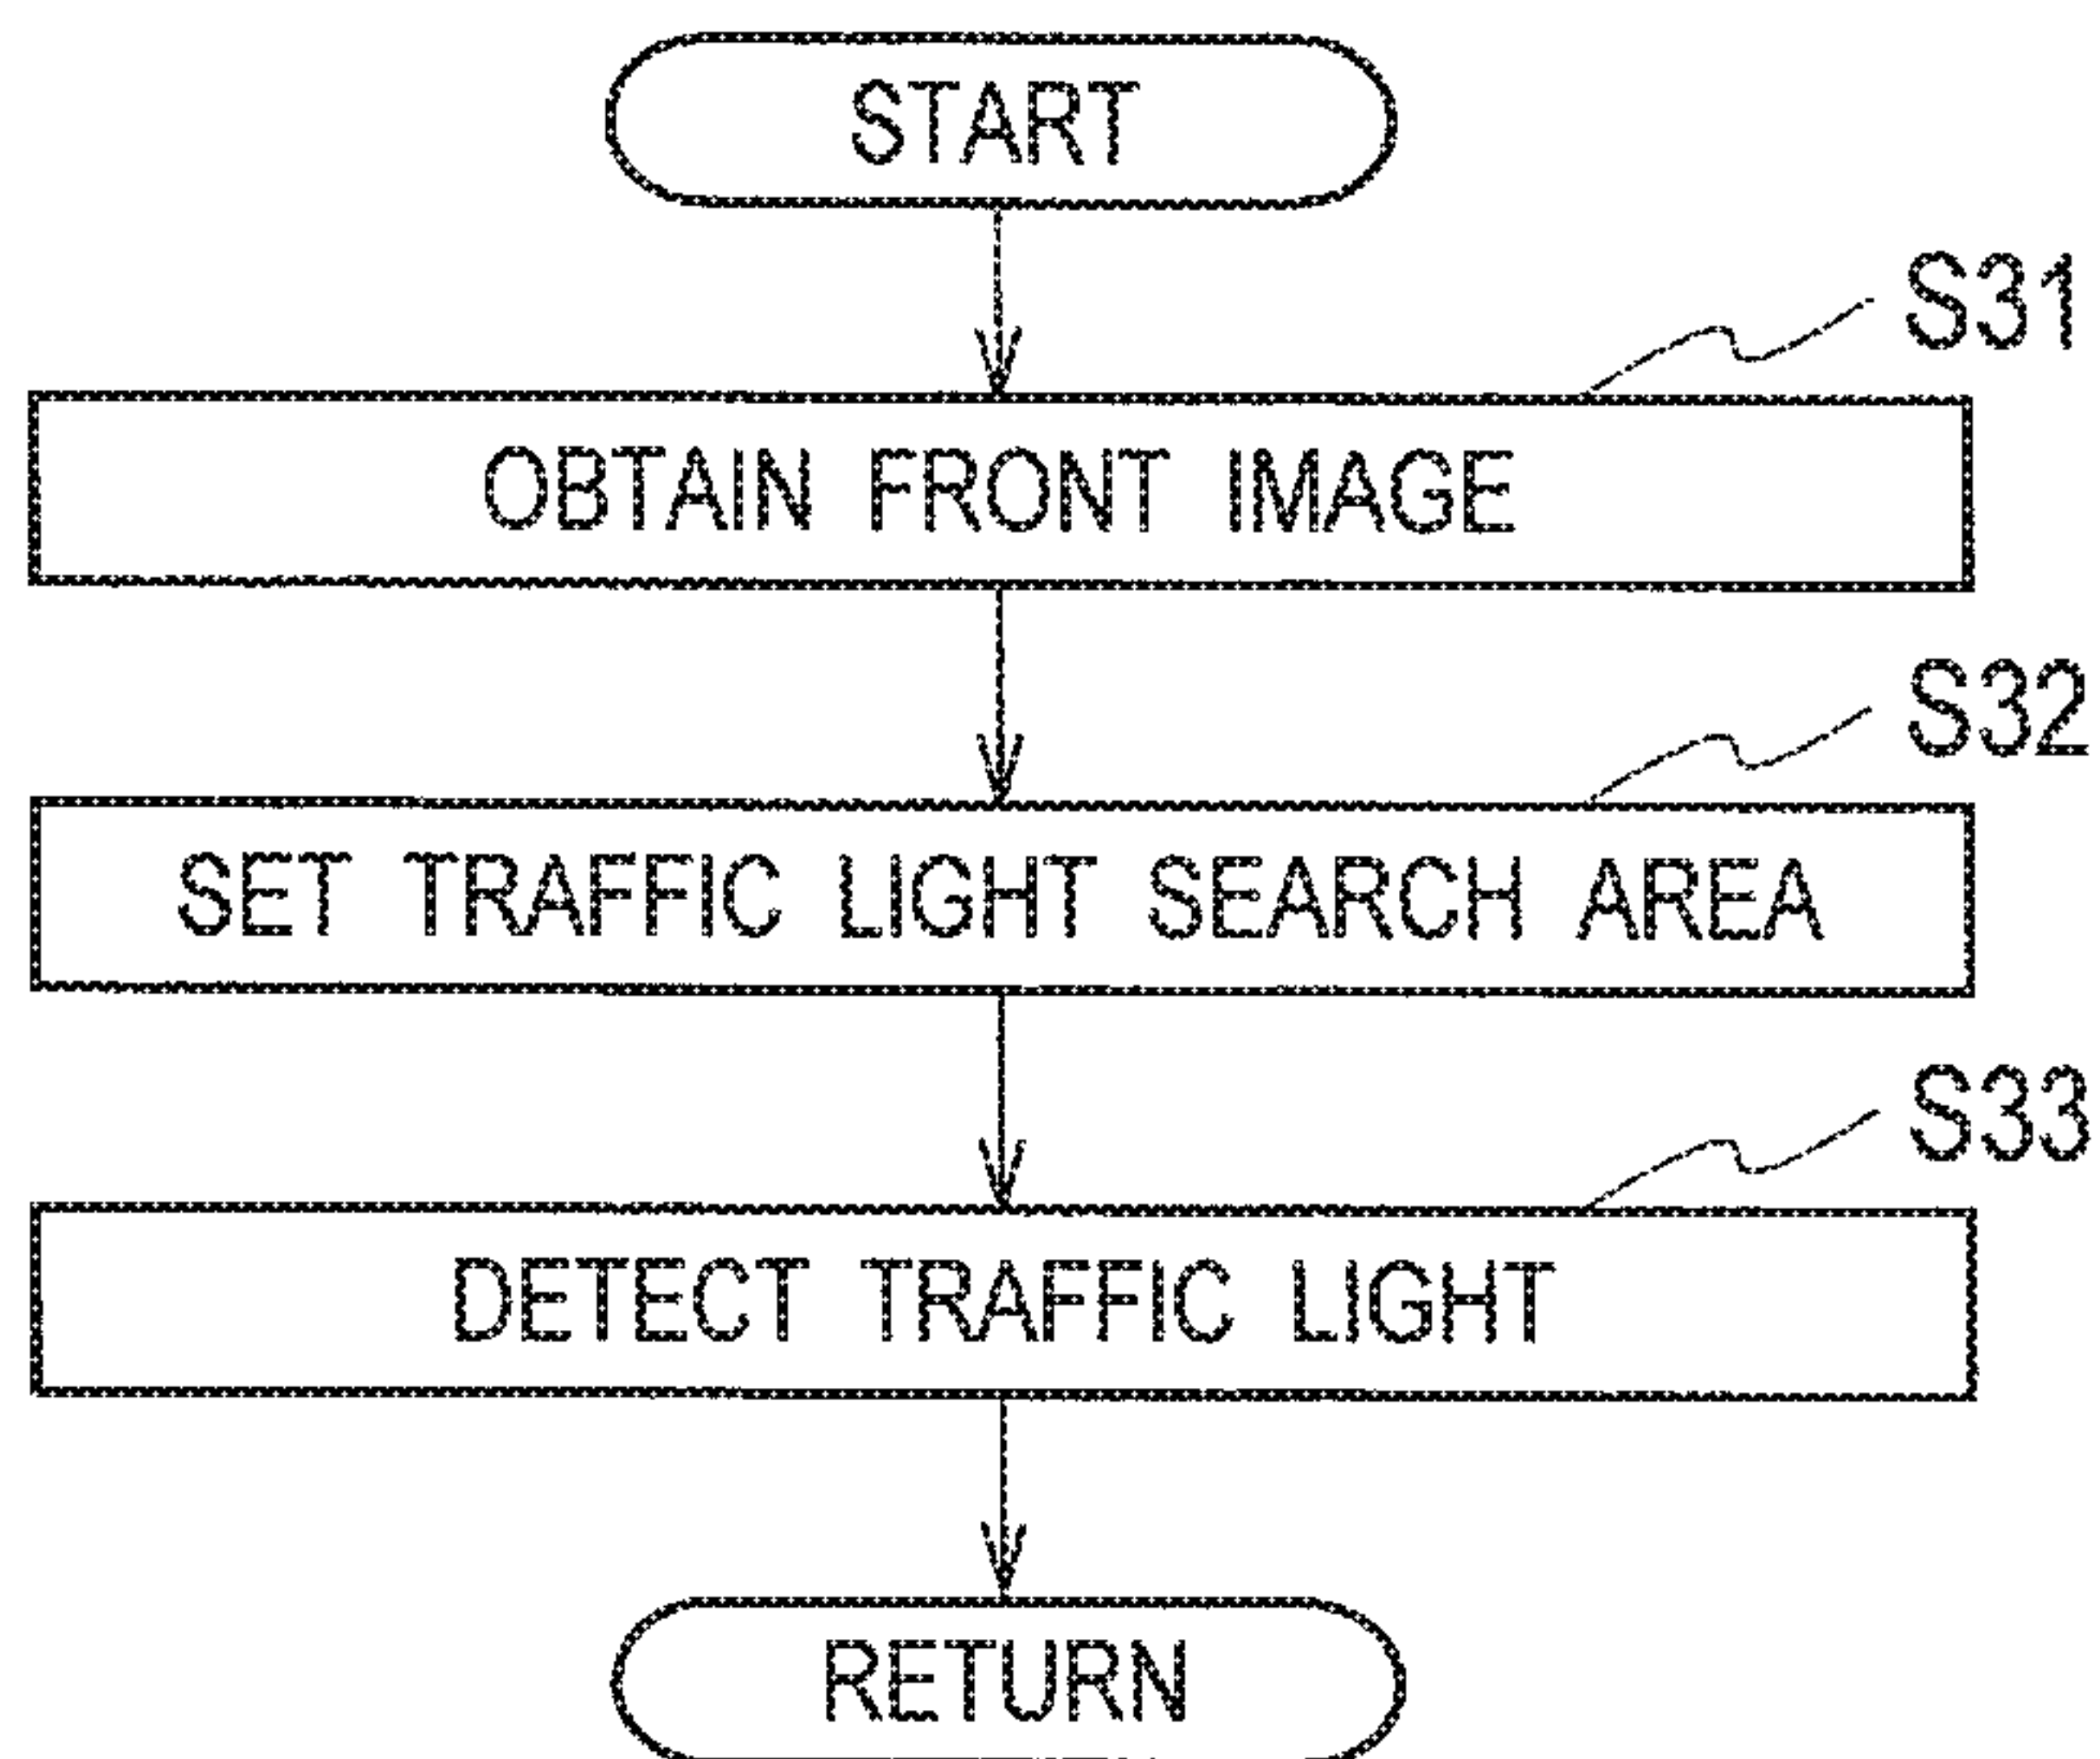 START
S31
OBTAIN FRONT IMAGE
S32
SET TRAFFIC LIGHT SEARCH AREA
S33
DETECT TRAFFIC LIGHT
RETURN